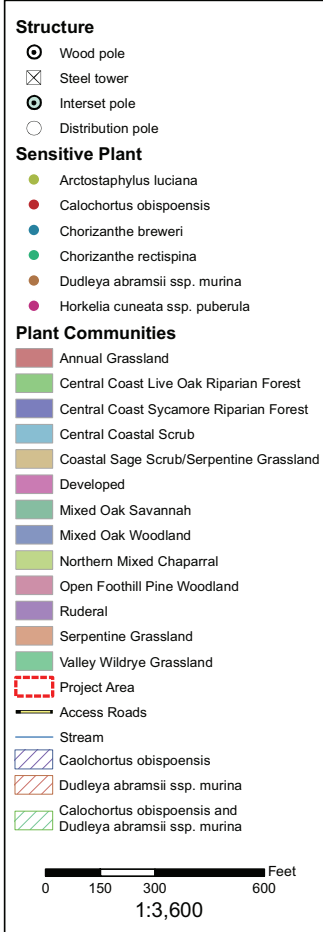 Structure
Wood pole
Steel tower
Interset pole
Distribution pole
Sensitive Plant
Arctostaphylus luciana
Calochortus obispoensis
Chorizanthe breweri
Chorizanthe rectispina
Dudleya abramsii ssp. murina
Horkelia cuneata ssp. puberula
Plant Communities
Annual Grassland
Central Coast Live Oak Riparian Forest
Central Coast Sycamore Riparian Forest
Central Coastal Scrub
Coastal Sage Scrub/Serpentine Grassland
Developed
Mixed Oak Savannah
Mixed Oak Woodland
Northern Mixed Chaparral
Open Foothill Pine Woodland
Ruderal
Serpentine Grassland
Valley Wildrye Grassland
Project Area
Access Roads
Stream
Caolchortus obispoensis
Dudleya abramsii ssp. murina
Calochortus obispoensis and
Dudleya abramsii ssp. murina
Feet
0 150 300 600
1:3,600